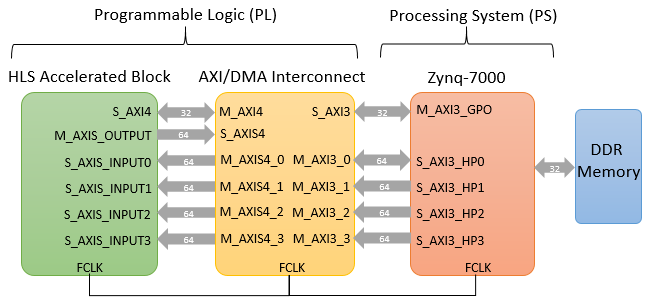 Programmable Logic (PL) Processing System (PS)
HLS Accelerated Block AXI/DMA Interconnect Zynq-7000
S_AXI4 32 M_AXI4 S_AXI3 32 M_AXI3_GPO
M_AXIS_OUTPUT 64 S_AXIS4
S_AXIS_INPUT0 64 M_AXIS4_0 M_AXI3_0 64 S_AXI3_HP0
S_AXIS_INPUT1 64 M_AXIS4_1 M_AXI3_1 64 S_AXI3_HP1
S_AXIS_INPUT2 64 M_AXIS4_2 M_AXI3_2 64 S_AXI3_HP2
S_AXIS_INPUT3 64 M_AXIS4_3 M_AXI3_3 64 S_AXI3_HP3
FCLK FCLK FCLK
32
DDR
Memory